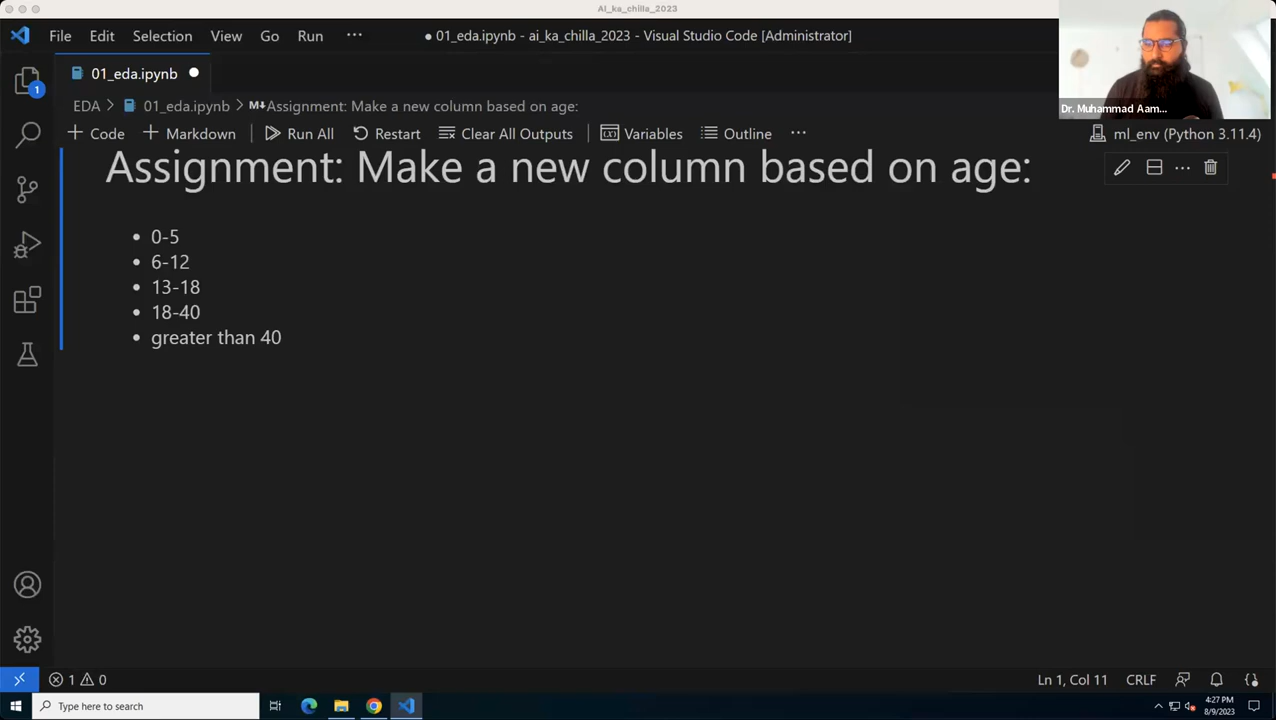 AI_ka_chilla_2023
File Edit Selection View Go Run ··· ● 01_eda.ipynb - ai_ka_chilla_2023 - Visual Studio Code [Administrator]
01_eda.ipynb
1
EDA > 01_eda.ipynb > M↓Assignment: Make a new column based on age:
Dr. Muhammad Aam...
+ Code + Markdown Run All Restart Clear All Outputs Variables Outline ··· ml_env (Python 3.11.4)
Assignment: Make a new column based on age:
• 0-5
• 6-12
• 13-18
• 18-40
• greater than 40
1 0 Ln 1, Col 11 CRLF
Type here to search
4:27 PM
8/9/2023